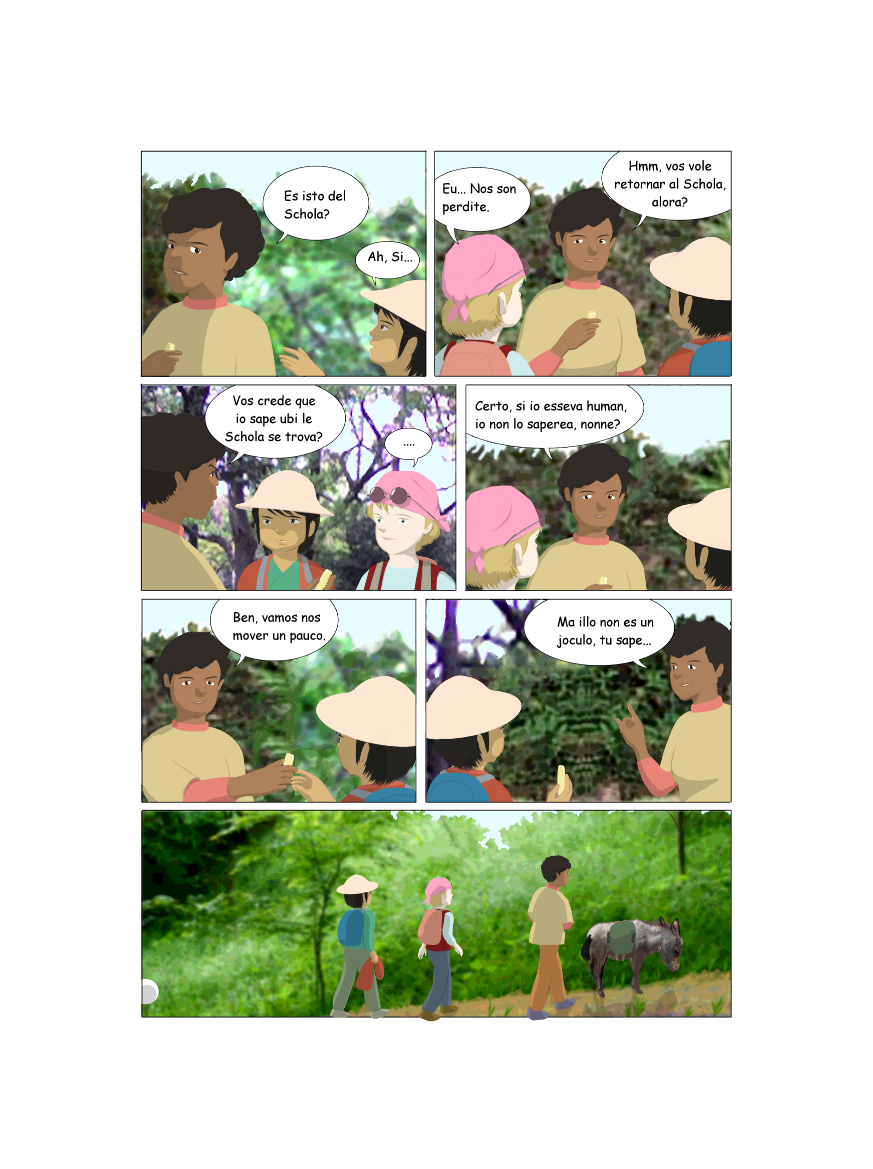 Es isto del
Schola?
Ah, Si...
Eu... Nos son
perdite.
Hmm, vos vole
retornar al Schola,
alora?
Vos crede que
io sape ubi le
Schola se trova?
....
Certo, si io esseva human,
io non lo saperea, nonne?
Ben, vamos nos
mover un pauco.
Ma illo non es un
joculo, tu sape...